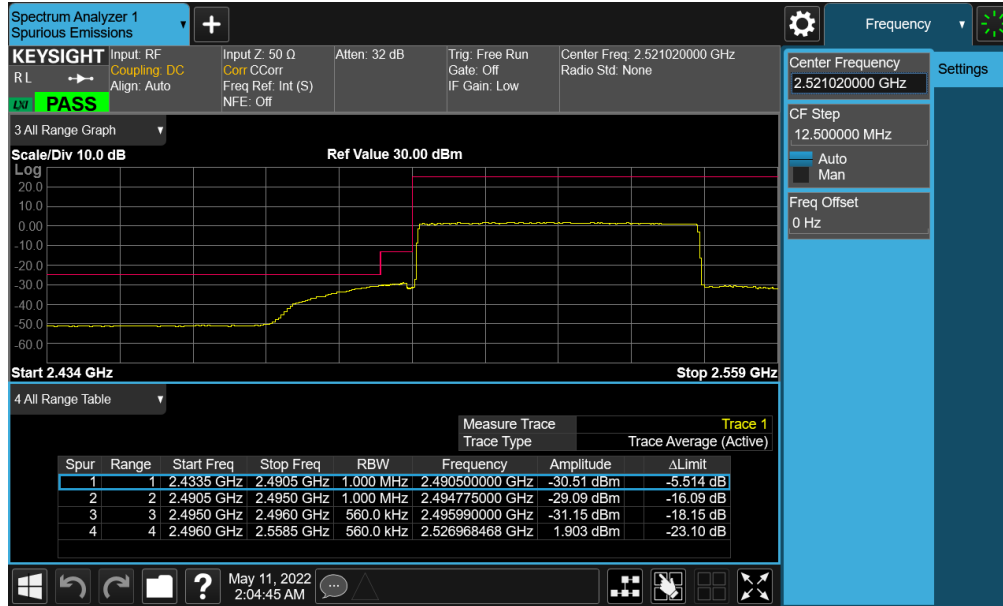 Spectrum Analyzer 1
Spurious Emissions
Frequency
KEYSIGHT
R L
LXI
PASS
Input: RF
Coupling: DC
Align: Auto
Input Z: 50 Ω
Corr CCorr
Freq Ref: Int (S)
NFE: Off
Atten: 32 dB
Trig: Free Run
Gate: Off
IF Gain: Low
Center Freq: 2.521020000 GHz
Radio Std: None
Center Frequency
2.521020000 GHz
Settings
CF Step
12.500000 MHz
Auto
Man
Freq Offset
0 Hz
3 All Range Graph
Scale/Div 10.0 dB
Ref Value 30.00 dBm
Log
20.0
10.0
0.00
-10.0
-20.0
-30.0
-40.0
-50.0
-60.0
Start 2.434 GHz
Stop 2.559 GHz
4 All Range Table
Measure Trace Trace 1
Trace Type Trace Average (Active)
Spur Range Start Freq Stop Freq RBW Frequency Amplitude ΔLimit
1 1 2.4335 GHz 2.4905 GHz 1.000 MHz 2.490500000 GHz -30.51 dBm -5.514 dB
2 2 2.4905 GHz 2.4950 GHz 1.000 MHz 2.494775000 GHz -29.09 dBm -16.09 dB
3 3 2.4950 GHz 2.4960 GHz 560.0 kHz 2.495990000 GHz -31.15 dBm -18.15 dB
4 4 2.4960 GHz 2.5585 GHz 560.0 kHz 2.526968468 GHz 1.903 dBm -23.10 dB
?
May 11, 2022
2:04:45 AM